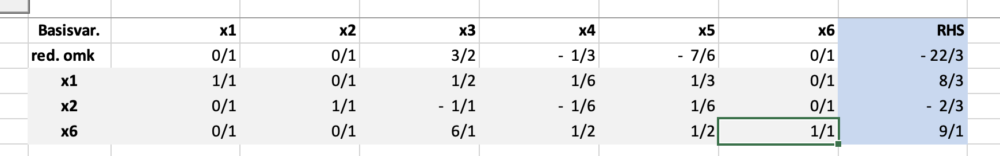 Basisvar. x1 x2 x3 x4 x5 x6 RHS
red. omk 0/1 0/1 3/2 - 1/3 - 7/6 0/1 - 22/3
x1 1/1 0/1 1/2 1/6 1/3 0/1 8/3
x2 0/1 1/1 - 1/1 - 1/6 1/6 0/1 - 2/3
x6 0/1 0/1 6/1 1/2 1/2 1/1 9/1